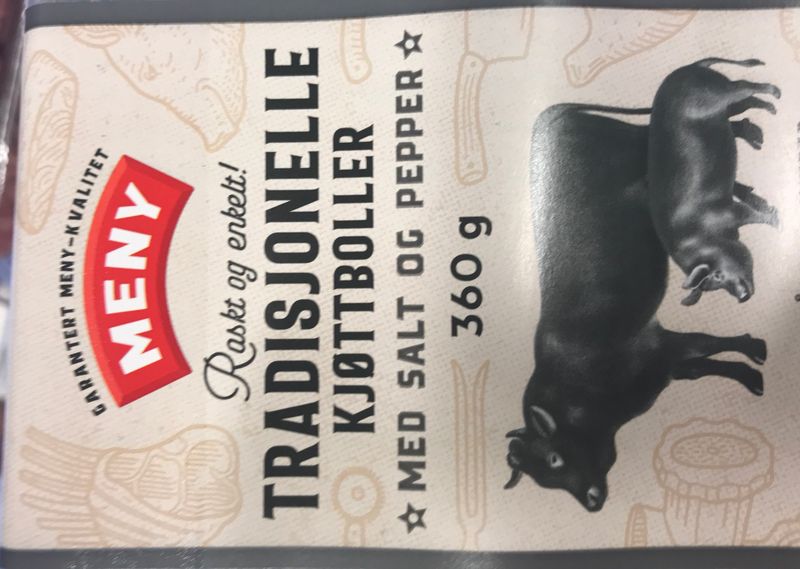 GARANTERT MENY-KVALITET
MENY
Raskt og enkelt!
TRADISJONELLE
KJØTTBOLLER
☆ MED SALT OG PEPPER ☆
360 g